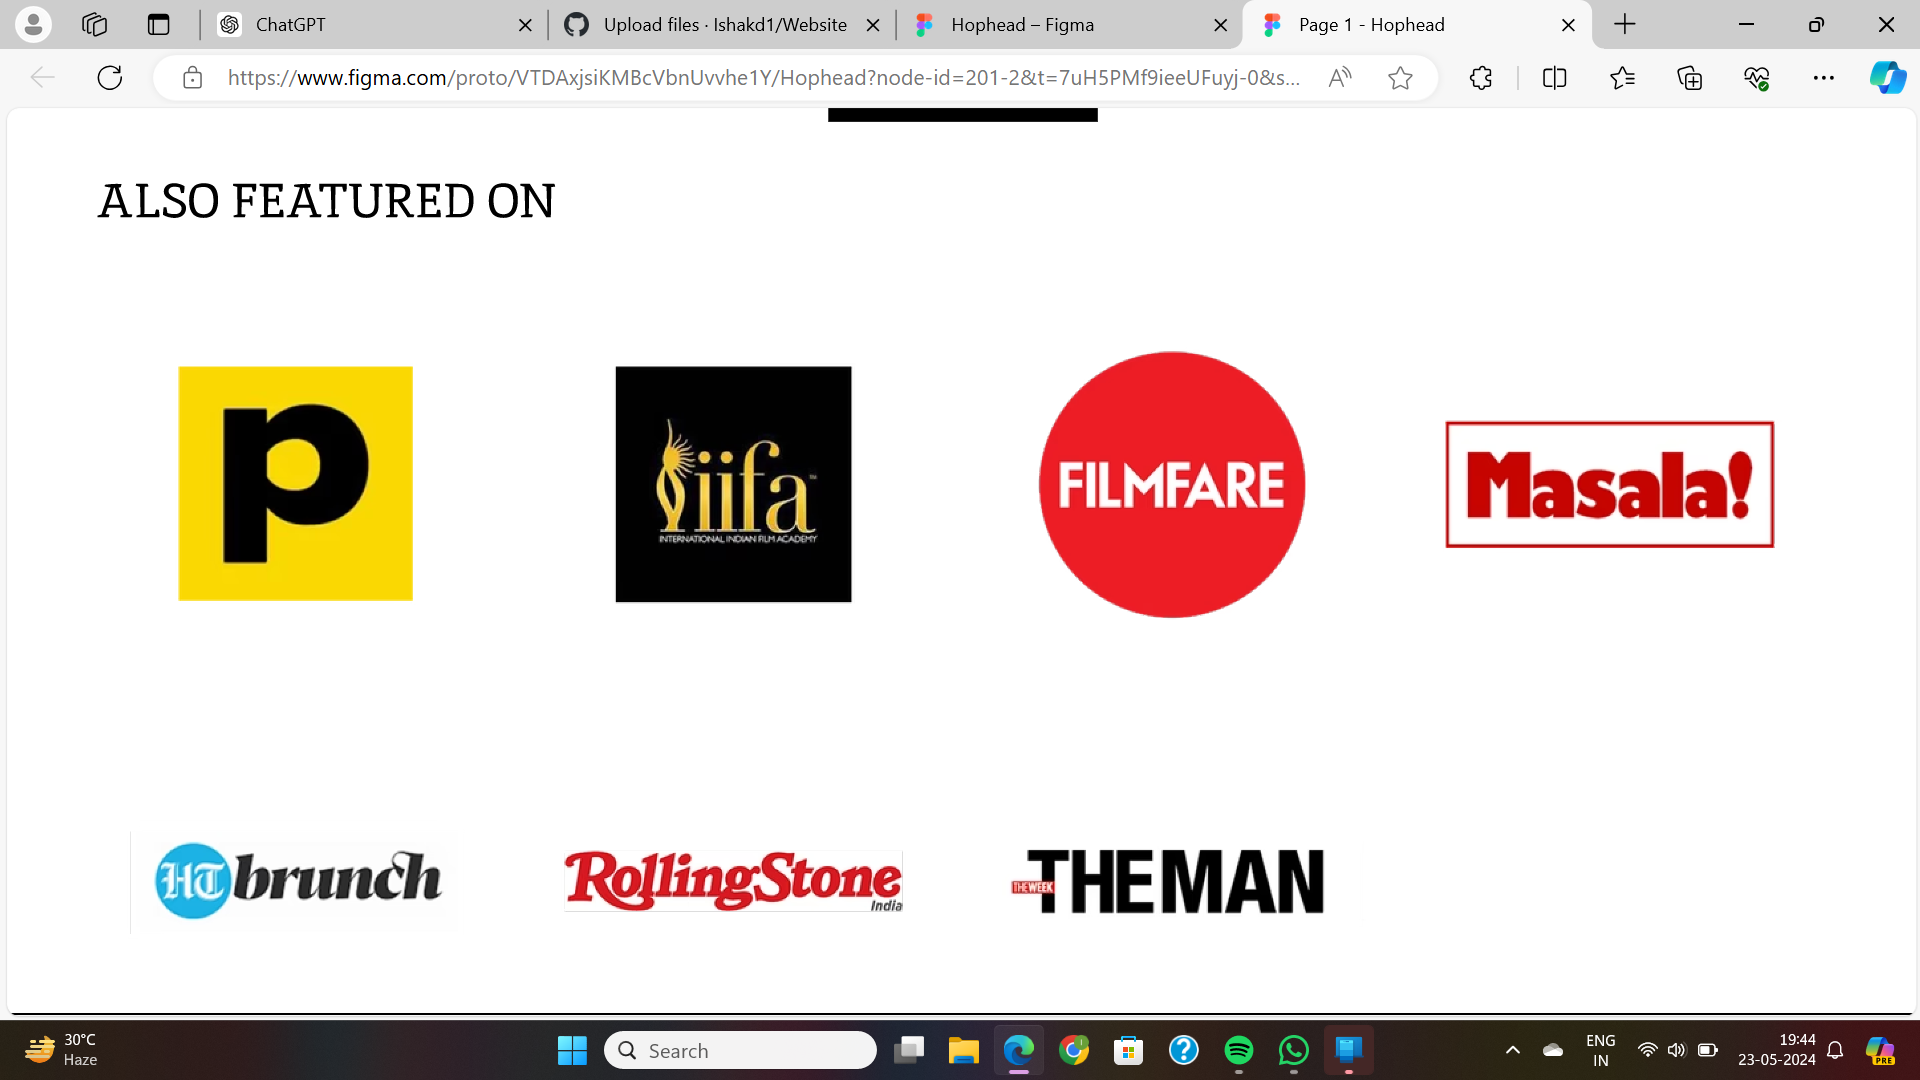 ChatGPT
Upload files · Ishakd1/Website
Hophead – Figma
Page 1 - Hophead
https://www.figma.com/proto/VTDAxjsiKMBcVbnUvvhe1Y/Hophead?node-id=201-2&t=7uH5PMf9ieeUFuyj-0&s...
ALSO FEATURED ON
p
iifa™
INTERNATIONAL INDIAN FILM ACADEMY
FILMFARE
Masala!
HT brunch
RollingStone
India
THE WEEK THE MAN
30°C
Haze
Search
ENG
IN
19:44
23-05-2024
PRE